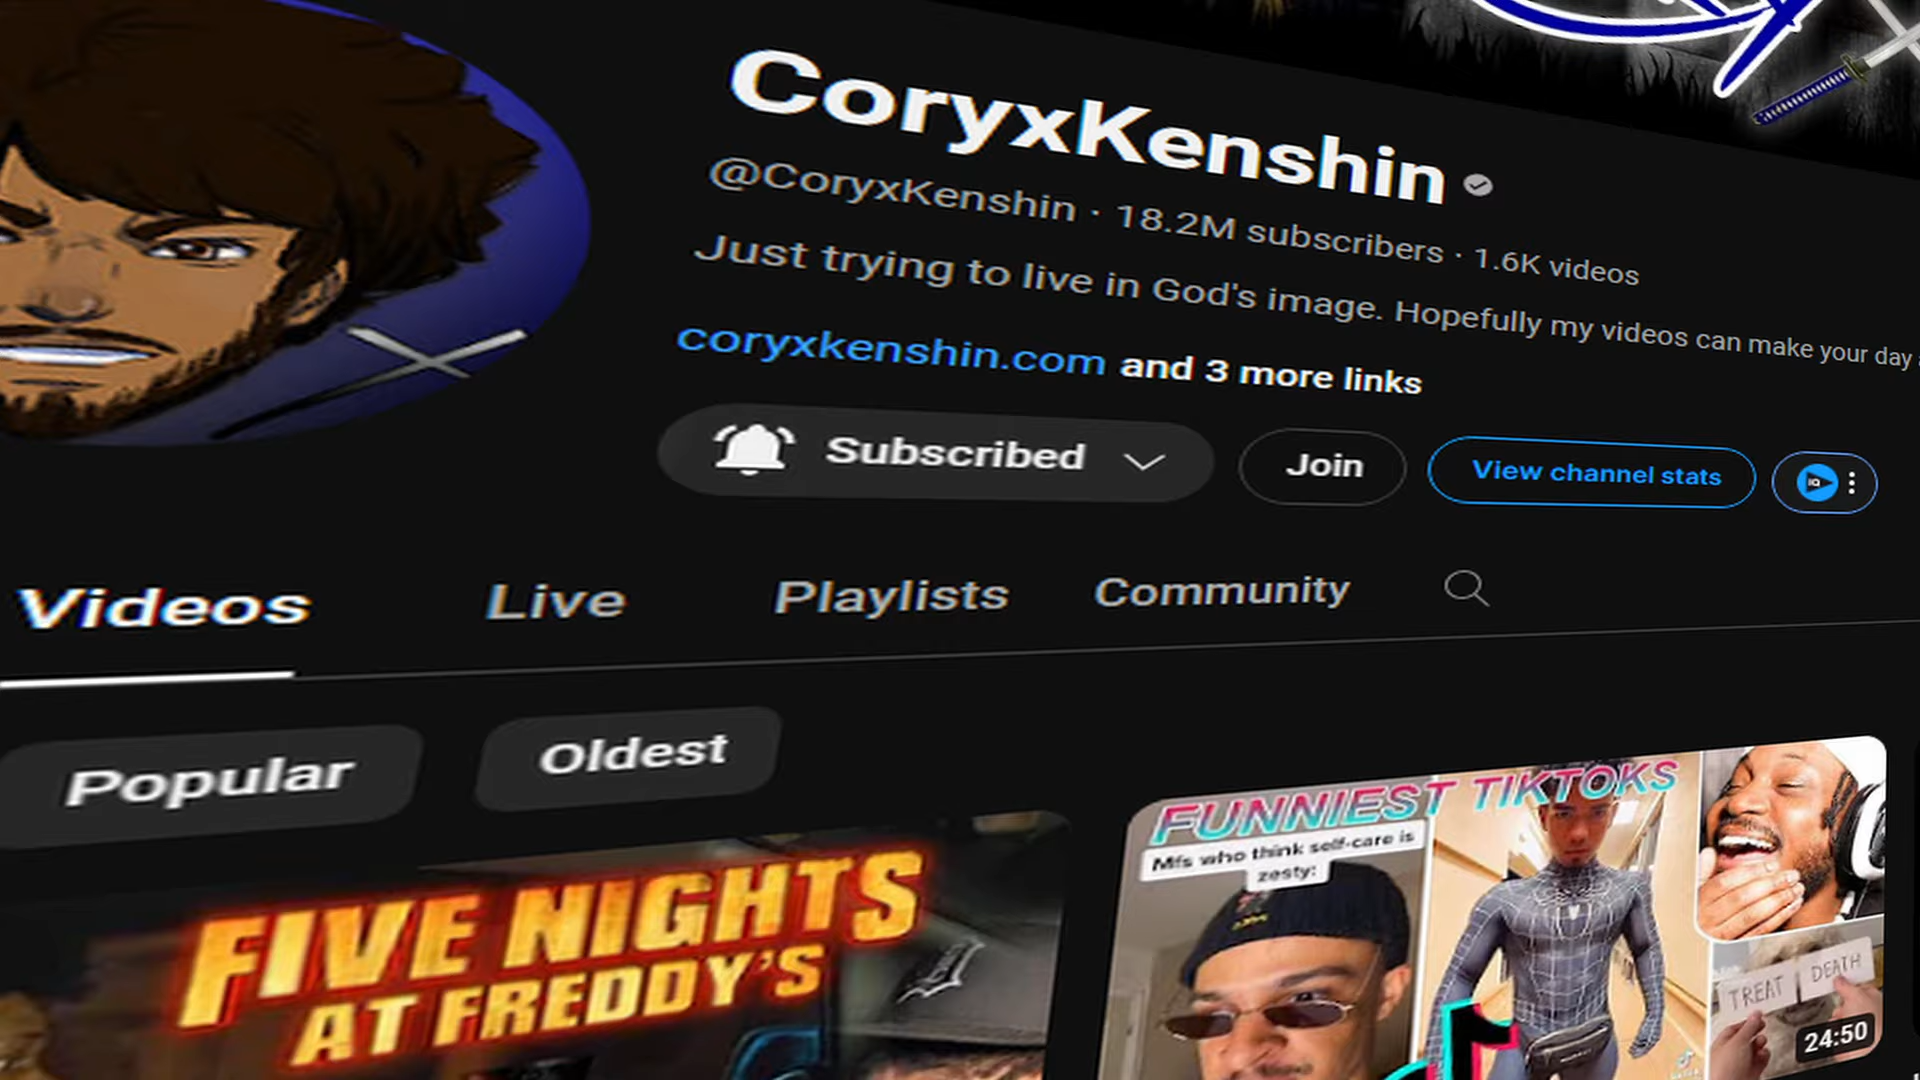 CoryxKenshin
@CoryxKenshin · 18.2M subscribers · 1.6K videos
Just trying to live in God's image. Hopefully my videos can make your day
coryxkenshin.com and 3 more links
Subscribed
Join
View channel stats
IQ
Videos
Live
Playlists
Community
Popular
Oldest
FIVE NIGHTS
AT FREDDY'S
FUNNIEST TIKTOKS
Mfs who think self-care is
zesty:
TREAT
DEATH
24:50